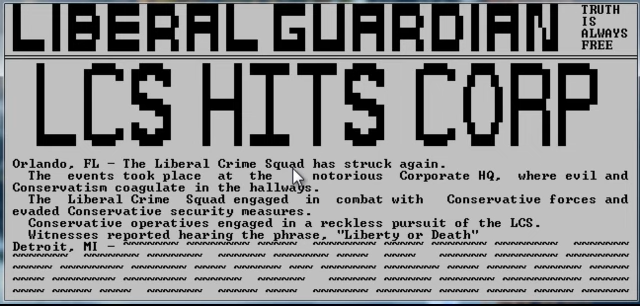 LIBERAL GUARDIAN
TRUTH
IS
ALWAYS
FREE
LCS HITS CORP
Orlando, FL - The Liberal Crime Squad has struck again.
The events took place at the notorious Corporate HQ, where evil and
Conservatism coagulate in the hallways.
The Liberal Crime Squad engaged in combat with Conservative forces and
evaded Conservative security measures.
Conservative operatives engaged in a reckless pursuit of the LCS.
Witnesses reported hearing the phrase, "Liberty or Death"
Detroit, MI -